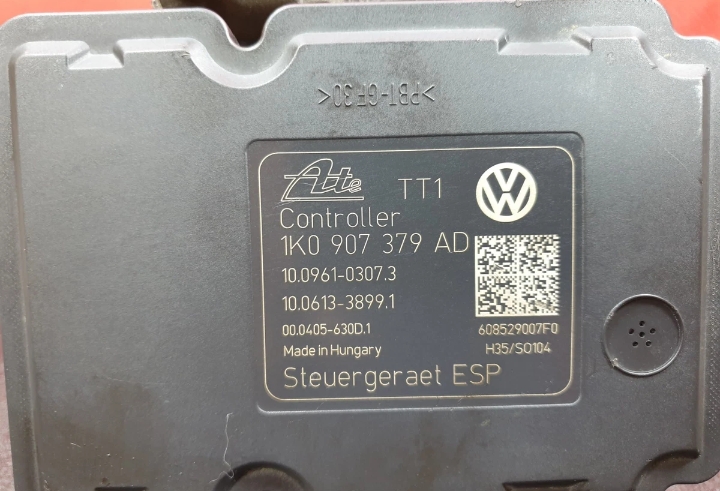 >PBT-GF30<
Ate TT1
Controller
1K0 907 379 AD
10.0961-0307.3
10.0613-3899.1
00.0405-630D.1
608529007F0
Made in Hungary
H35/SO104
Steuergeraet ESP